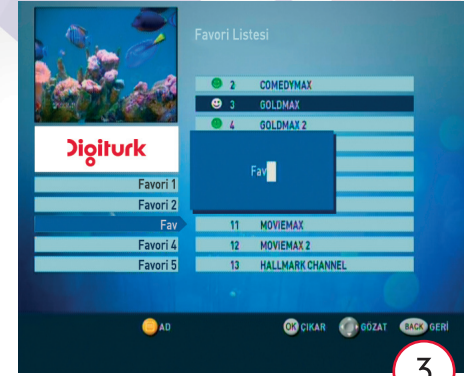 Favori Listesi
2 COMEDYMAX
3 GOLDMAX
4 GOLDMAX 2
Digiturk
Fav
Favori 1
Favori 2
Fav
Favori 4
Favori 5
11 MOVIEMAX
12 MOVIEMAX 2
13 HALLMARK CHANNEL
AD
OK ÇIKAR
GÖZAT
BACK GERİ
3